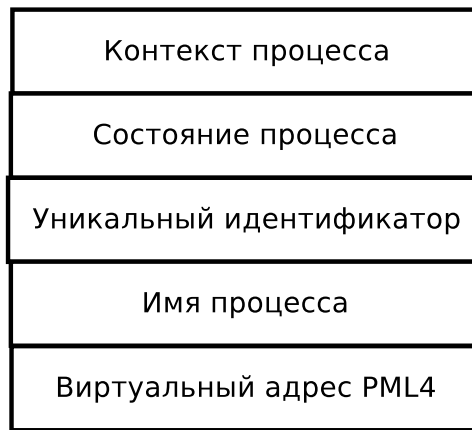 Контекст процесса
Состояние процесса
Уникальный идентификатор
Имя процесса
Виртуальный адрес PML4